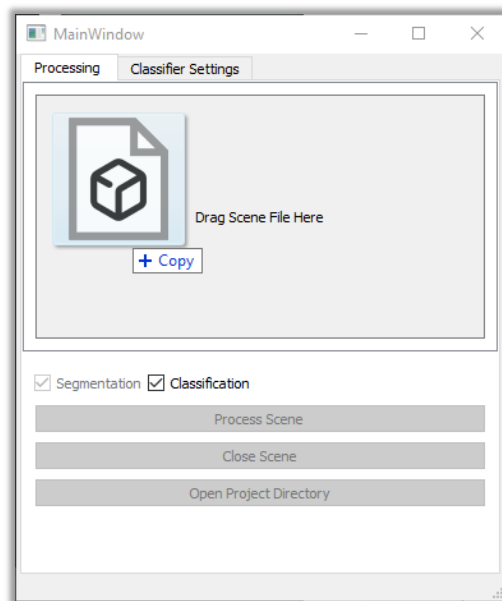 MainWindow
Processing Classifier Settings
Drag Scene File Here
+ Copy
Segmentation Classification
Process Scene
Close Scene
Open Project Directory